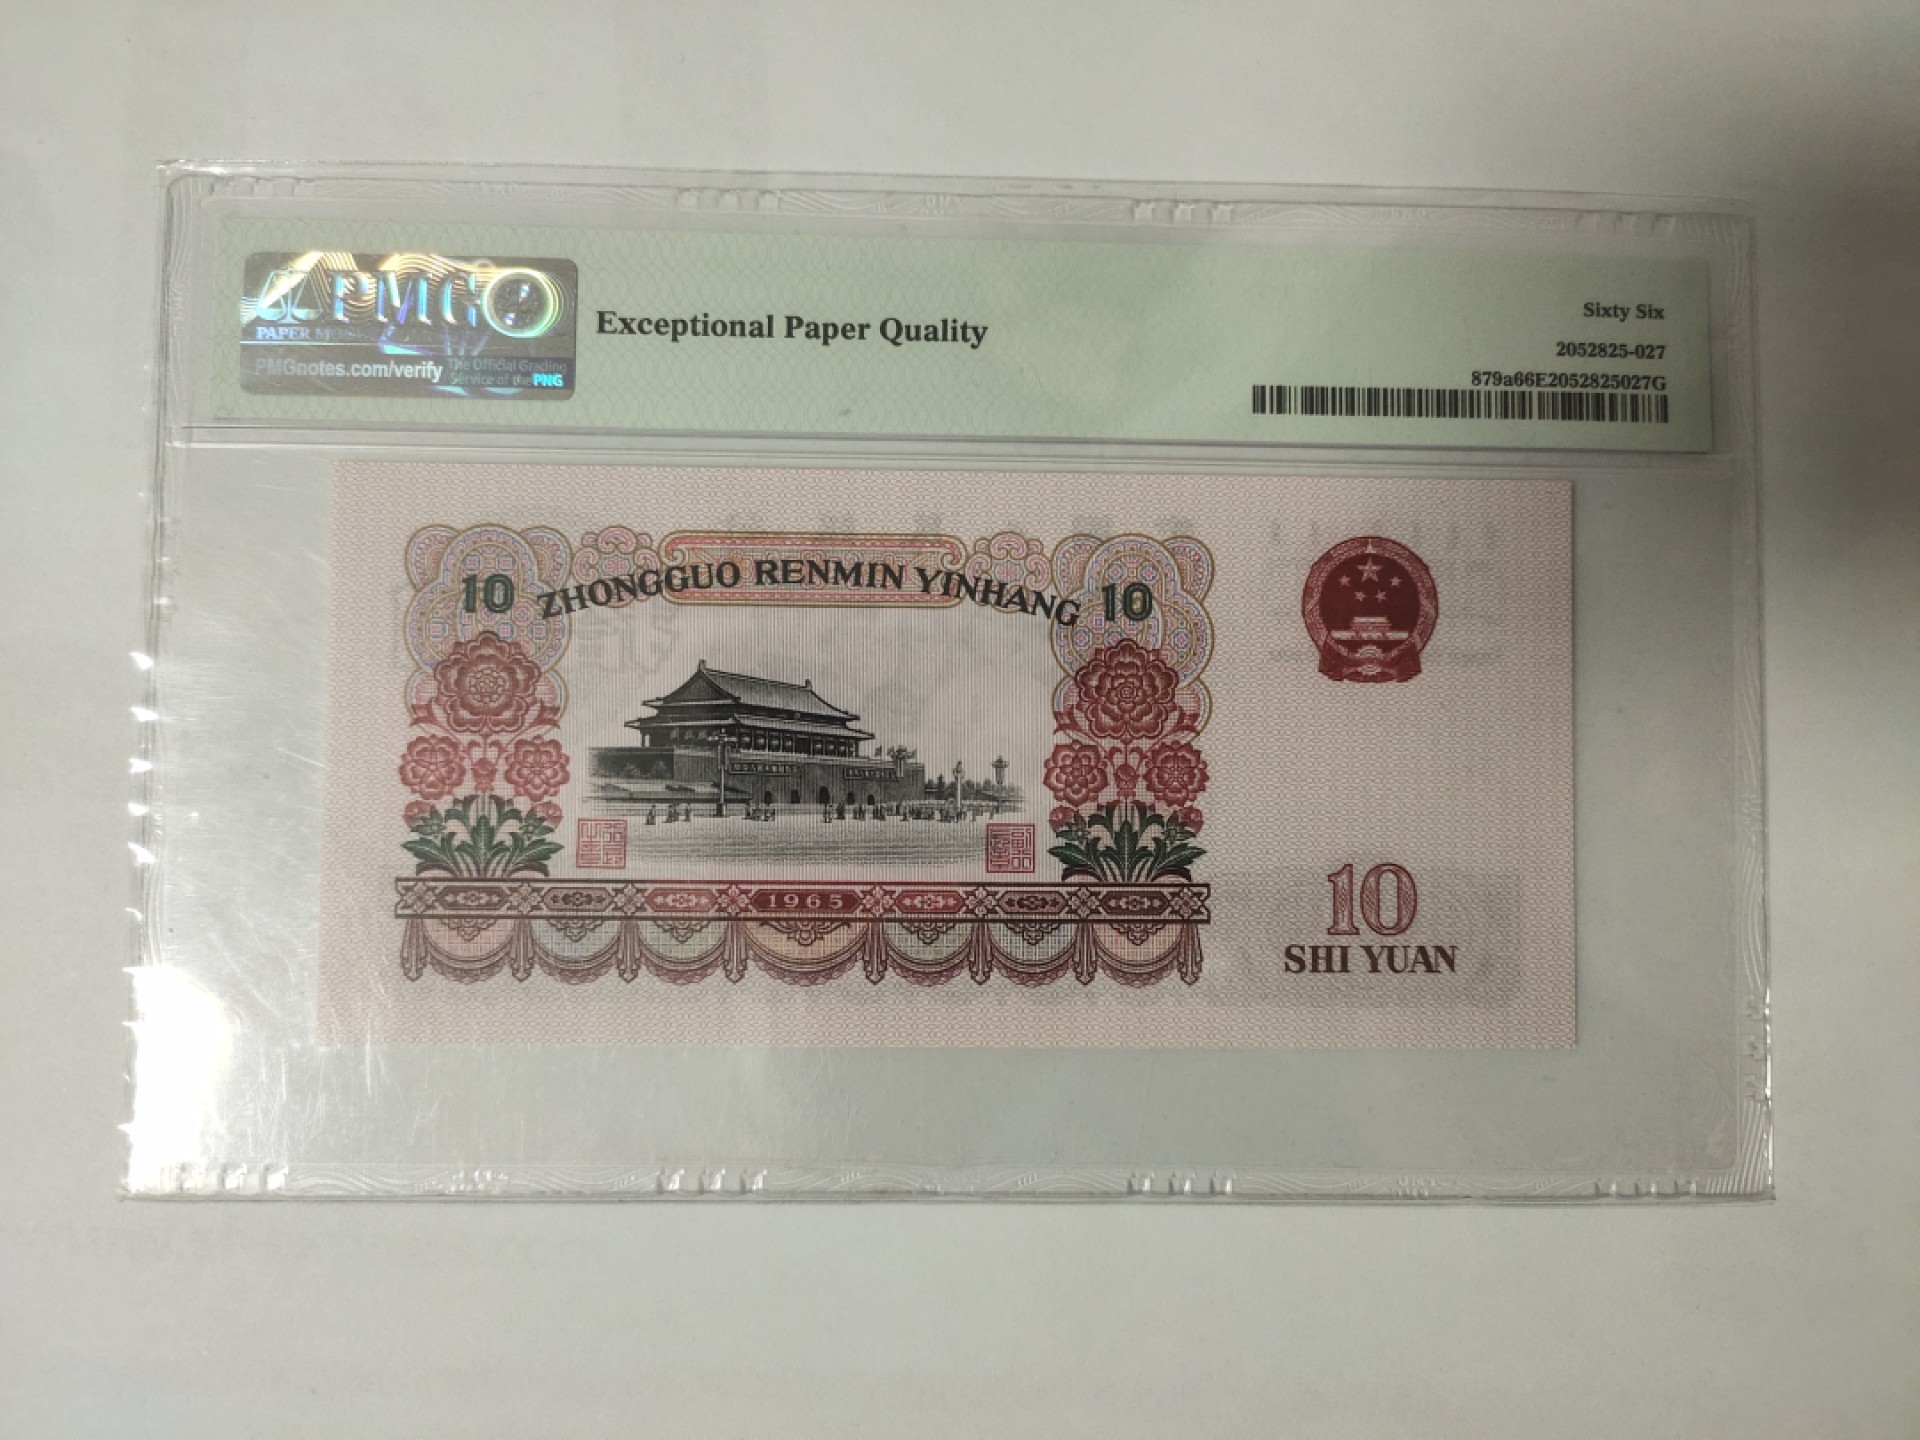 PMG
PAPER M
PMGnotes.com/verify
The Official Grading
Service of the PNG
Exceptional Paper Quality
Sixty Six
2052825-027
879a66E2052825027G
10
ZHONGGUO RENMIN YINHANG
10
1965
10
SHI YUAN